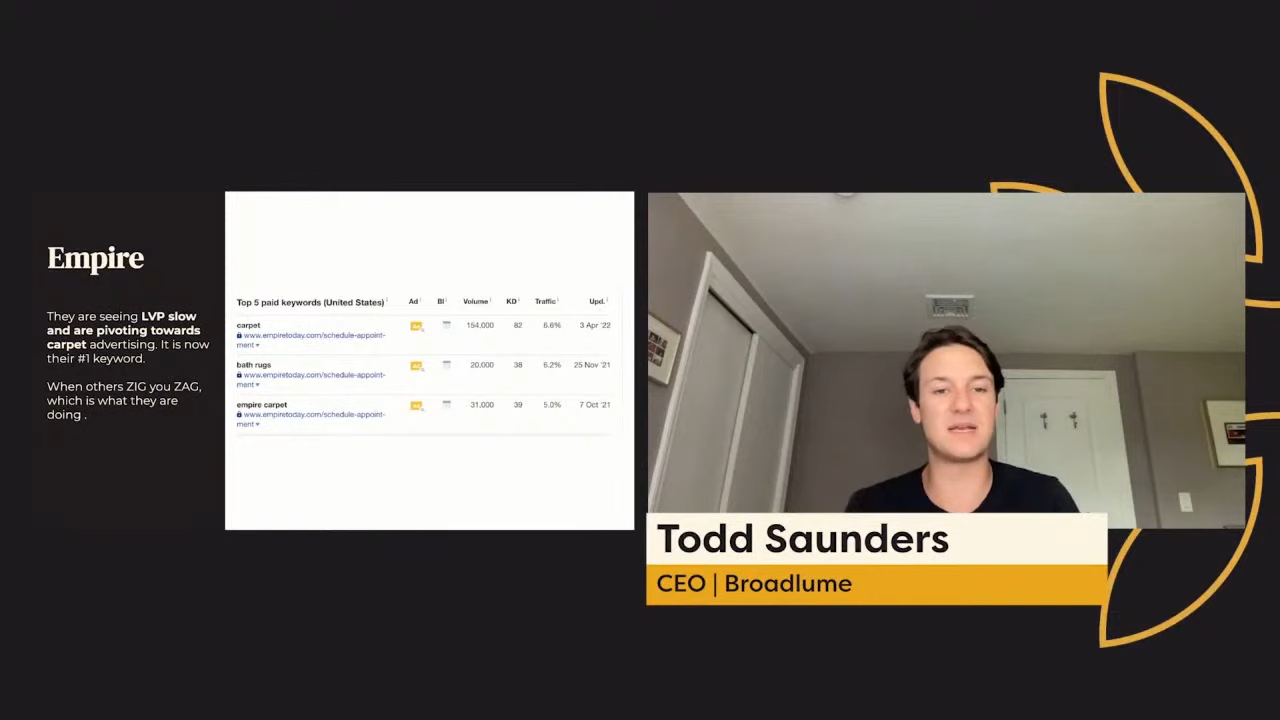 Empire
They are seeing LVP slow
and are pivoting towards
carpet advertising. It is now
their #1 keyword.
When others ZIG you ZAG,
which is what they are
doing .
Top 5 paid keywords (United States) Ad BI Volume KD Traffic Upd.
carpet Ad 154,000 82 6.6% 3 Apr '22
www.empiretoday.com/schedule-appoint-
ment
bath rugs Ad 20,000 38 6.2% 25 Nov '21
www.empiretoday.com/schedule-appoint-
ment
empire carpet Ad 31,000 39 5.0% 7 Oct '21
www.empiretoday.com/schedule-appoint-
ment
Todd Saunders
CEO | Broadlume